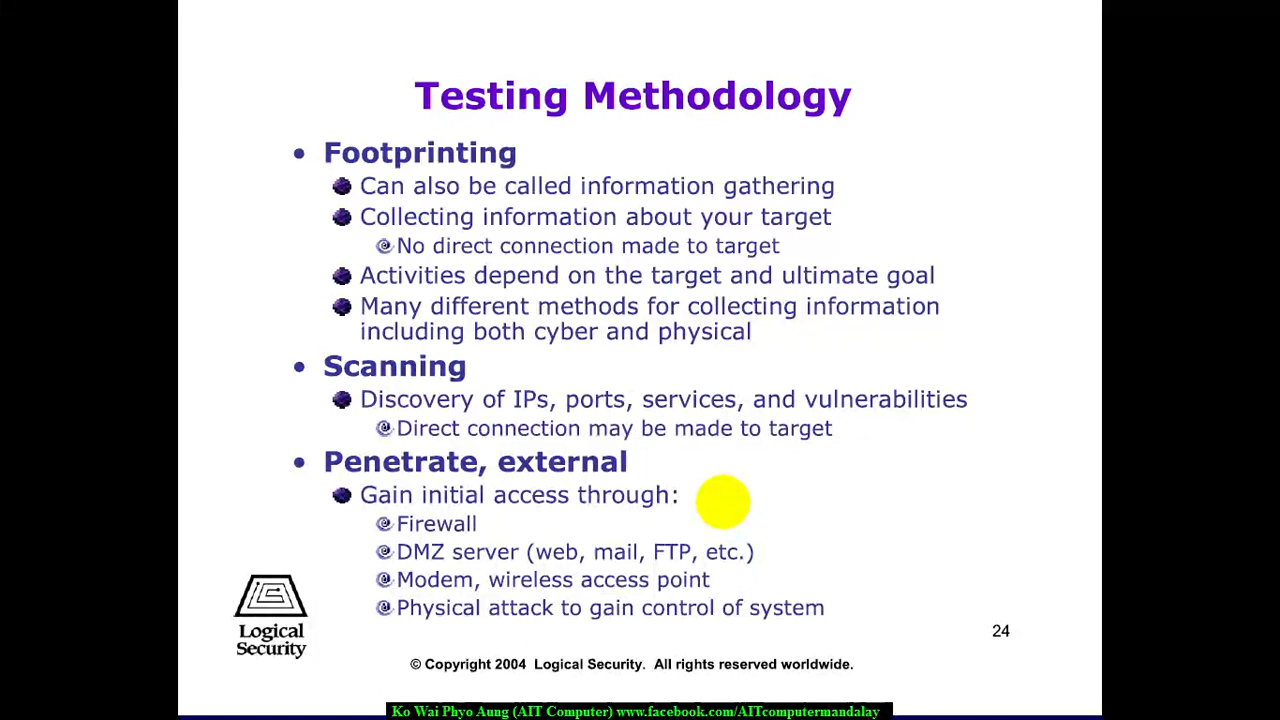 Testing Methodology
• Footprinting
Can also be called information gathering
Collecting information about your target
No direct connection made to target
Activities depend on the target and ultimate goal
Many different methods for collecting information
including both cyber and physical
• Scanning
Discovery of IPs, ports, services, and vulnerabilities
Direct connection may be made to target
• Penetrate, external
Gain initial access through:
Firewall
DMZ server (web, mail, FTP, etc.)
Modem, wireless access point
Physical attack to gain control of system
Logical
Security
24
© Copyright 2004 Logical Security. All rights reserved worldwide.
Ko Wai Phyo Aung (AIT Computer) www.facebook.com/AITcomputermandalay